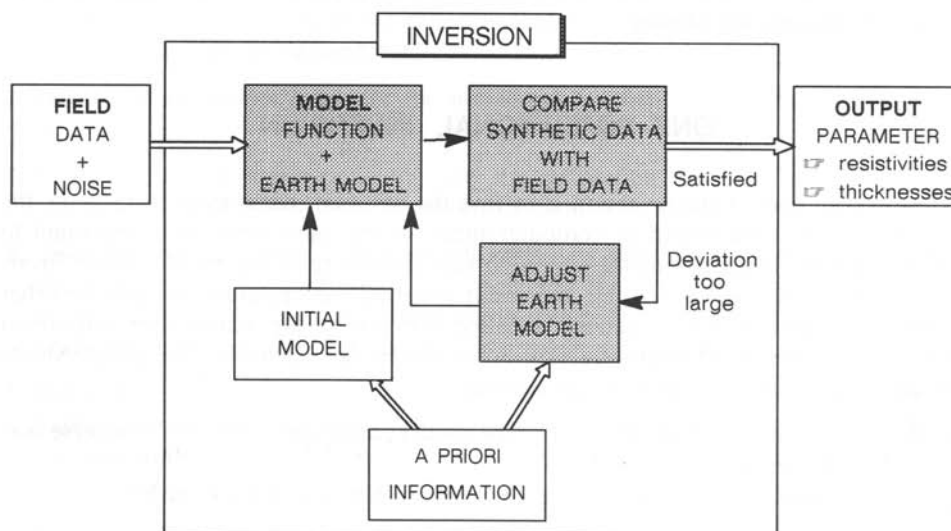 INVERSION
FIELD
DATA
+
NOISE
MODEL
FUNCTION
+
EARTH MODEL
COMPARE
SYNTHETIC DATA
WITH
FIELD DATA
Satisfied
OUTPUT
PARAMETER
☞ resistivities
☞ thicknesses
Deviation
too
large
ADJUST
EARTH
MODEL
INITIAL
MODEL
A PRIORI
INFORMATION